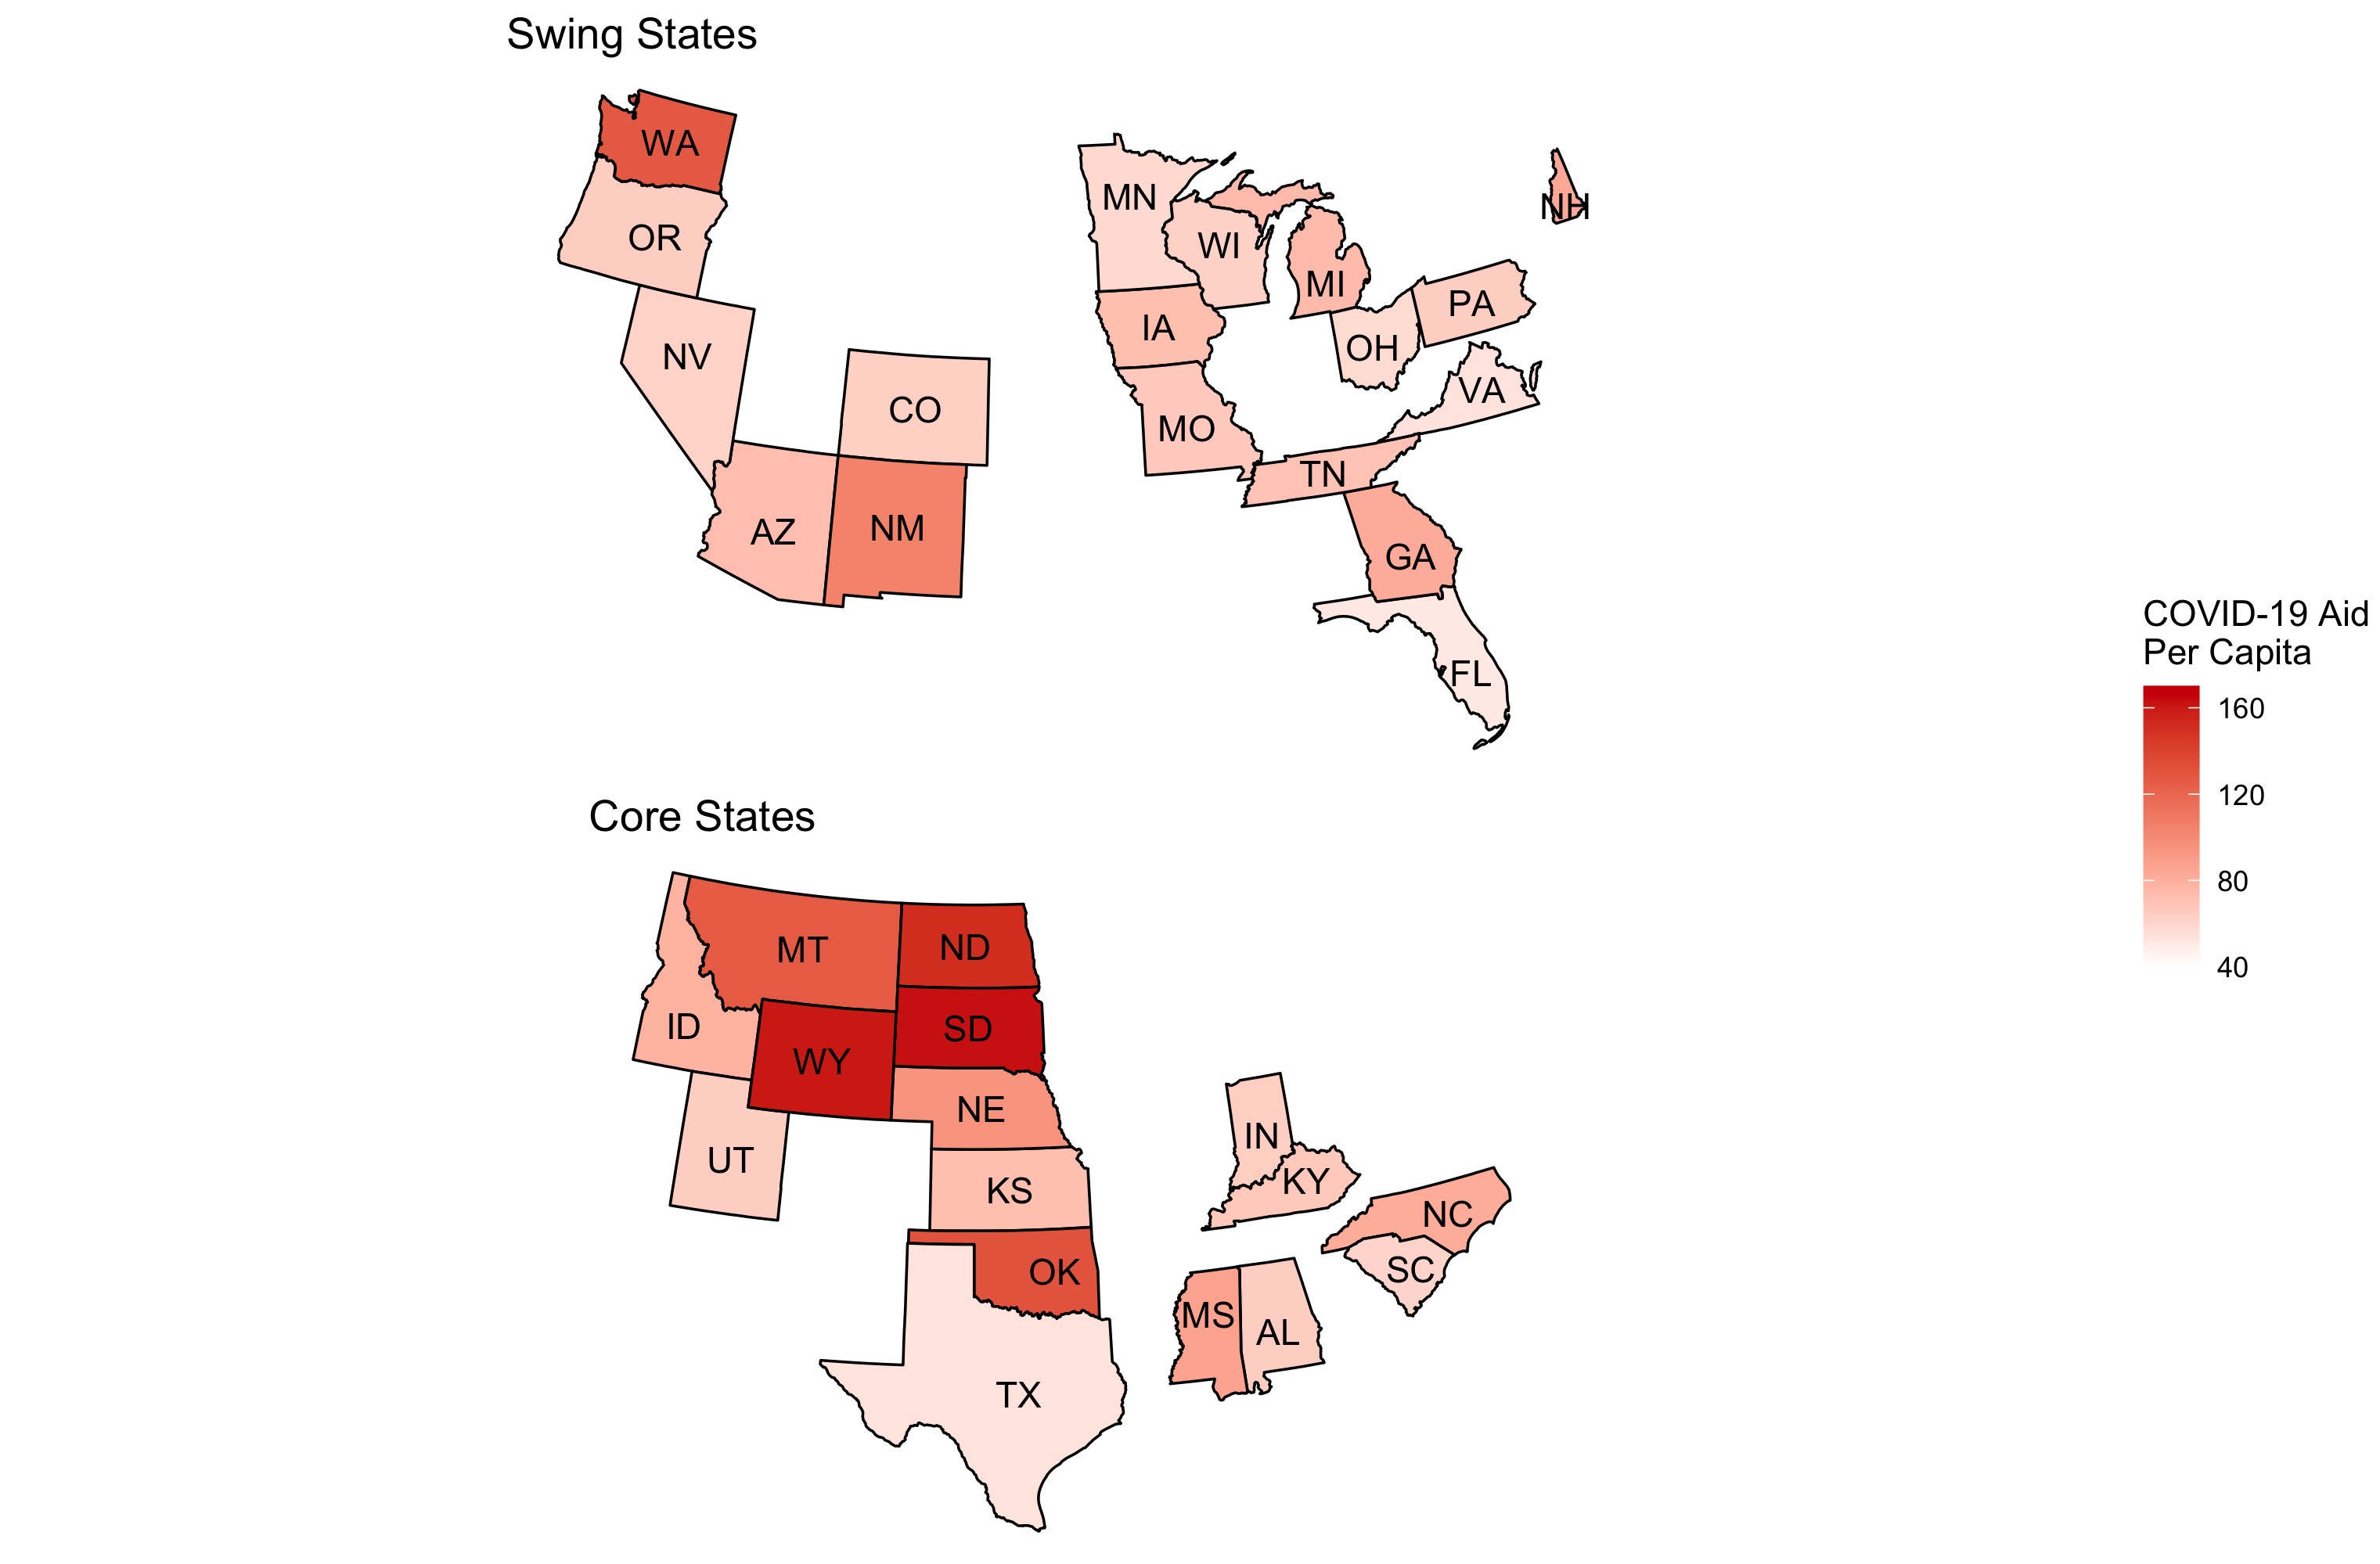 Swing States
WA
OR
NV
CO
AZ
NM
MN
WI
MI
IA
OH
PA
NH
MO
VA
TN
GA
FL
COVID-19 Aid
Per Capita
160
120
80
40
Core States
MT
ND
ID
SD
WY
NE
UT
KS
OK
TX
IN
KY
NC
SC
MS
AL